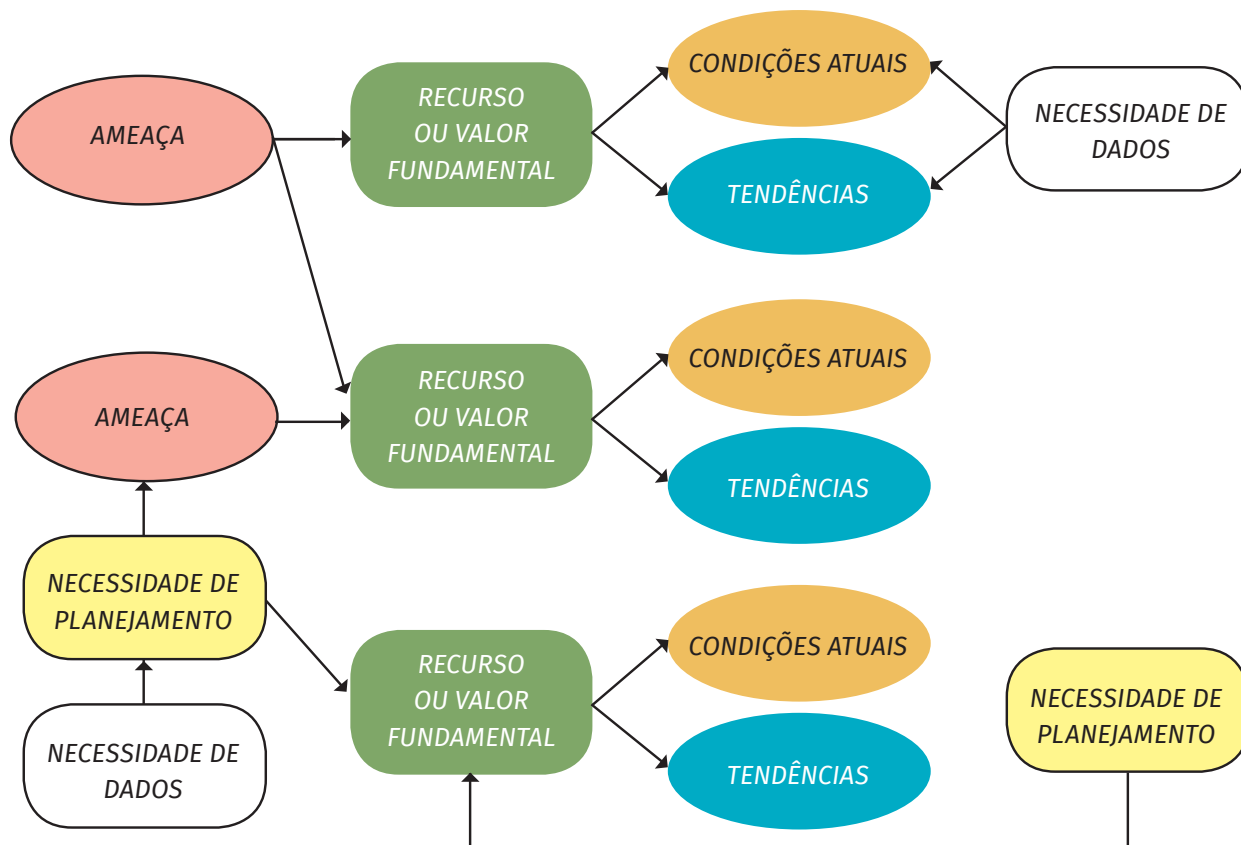 AMEAÇA
RECURSO
OU VALOR
FUNDAMENTAL
CONDIÇÕES ATUAIS
TENDÊNCIAS
NECESSIDADE DE
DADOS
AMEAÇA
RECURSO
OU VALOR
FUNDAMENTAL
CONDIÇÕES ATUAIS
TENDÊNCIAS
NECESSIDADE DE
PLANEJAMENTO
NECESSIDADE DE
DADOS
RECURSO
OU VALOR
FUNDAMENTAL
CONDIÇÕES ATUAIS
TENDÊNCIAS
NECESSIDADE DE
PLANEJAMENTO